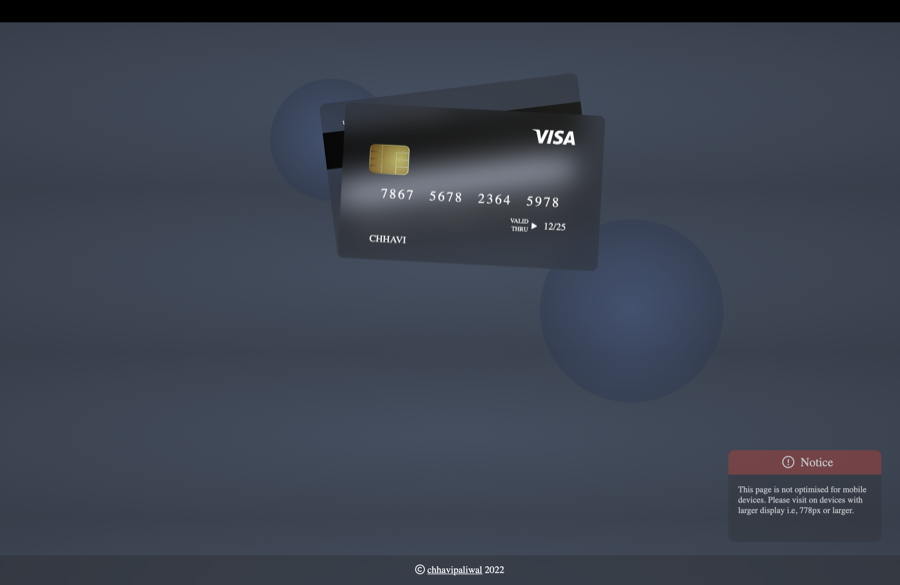 VISA
7867 5678 2364 5978
VALID
THRU 12/25
CHHAVI
Notice
This page is not optimised for mobile
devices. Please visit on devices with
larger display i.e, 778px or larger.
© chhavipaliwal 2022